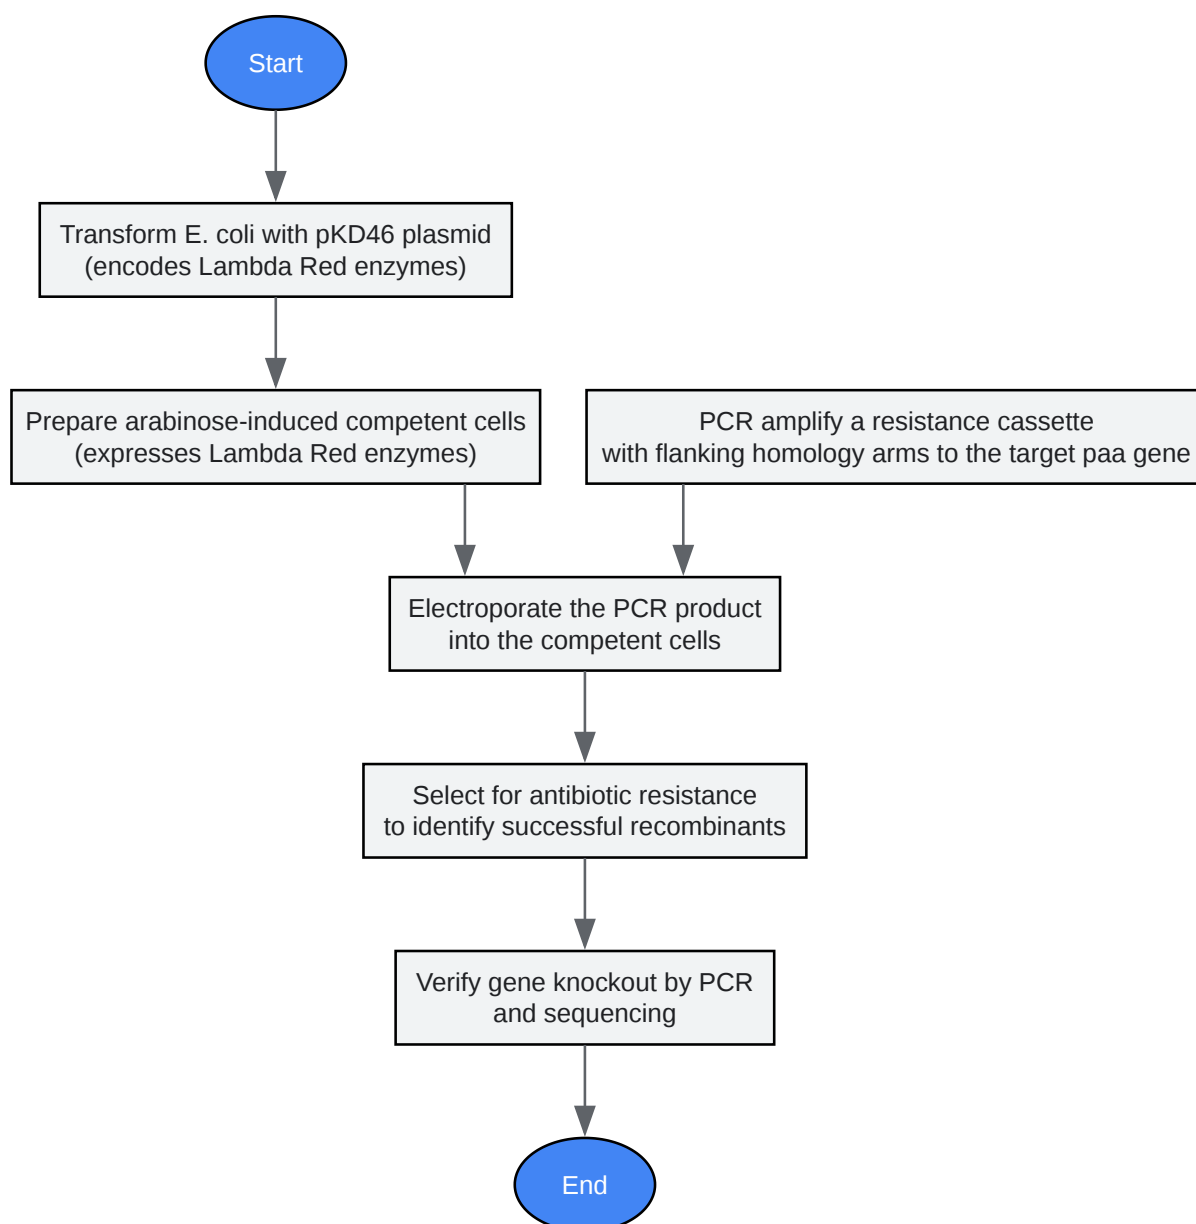 Start
Transform E. coli with pKD46 plasmid
(encodes Lambda Red enzymes)
Prepare arabinose-induced competent cells
(expresses Lambda Red enzymes)
PCR amplify a resistance cassette
with flanking homology arms to the target paa gene
Electroporate the PCR product
into the competent cells
Select for antibiotic resistance
to identify successful recombinants
Verify gene knockout by PCR
and sequencing
End